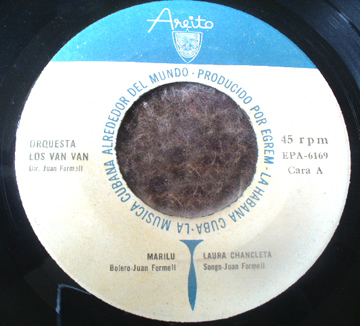 Areito
LA MUSICA CUBANA ALREDEDOR DEL MUNDO · PRODUCIDO POR EGREM - LA HABANA CUBA
ORQUESTA
LOS VAN VAN
Dir. Juan Formell
45 rpm
EPA-6169
Cara A
MARILU
Bolero-Juan Formell
LAURA CHANCLETA
Songo-Juan Formell